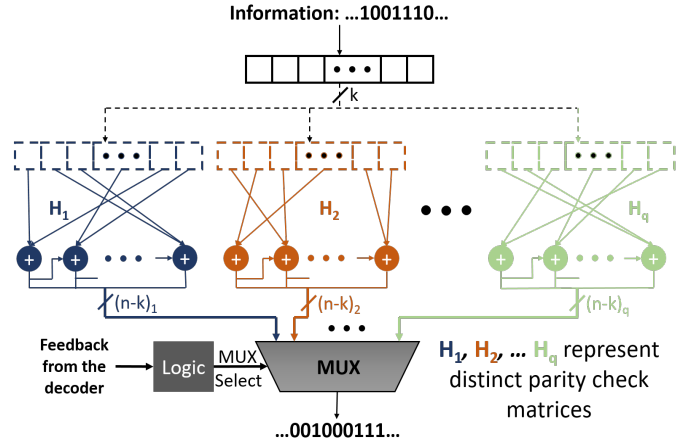 Information: ...1001110...
k
H1
H2
Hq
+ + +
+ + +
+ + +
(n-k)1
(n-k)2
(n-k)q
Feedback
from the
decoder
Logic
MUX
Select
MUX
H1, H2, ... Hq represent
distinct parity check
matrices
...001000111...